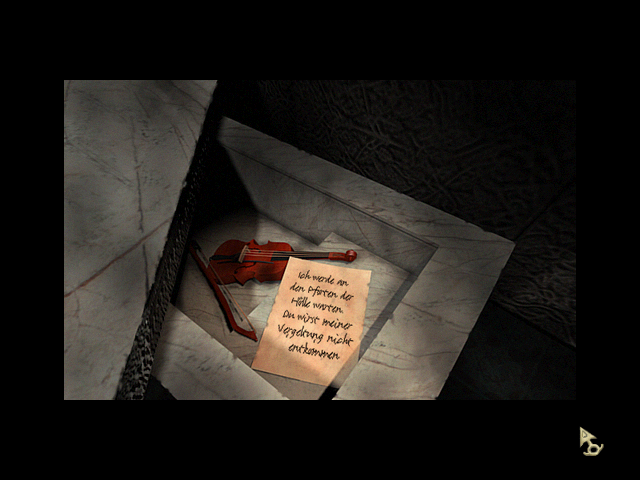 Ich werde an
den Pforten der
Hölle warten.
Du wirst meiner
Vergeltung nicht
entkommen